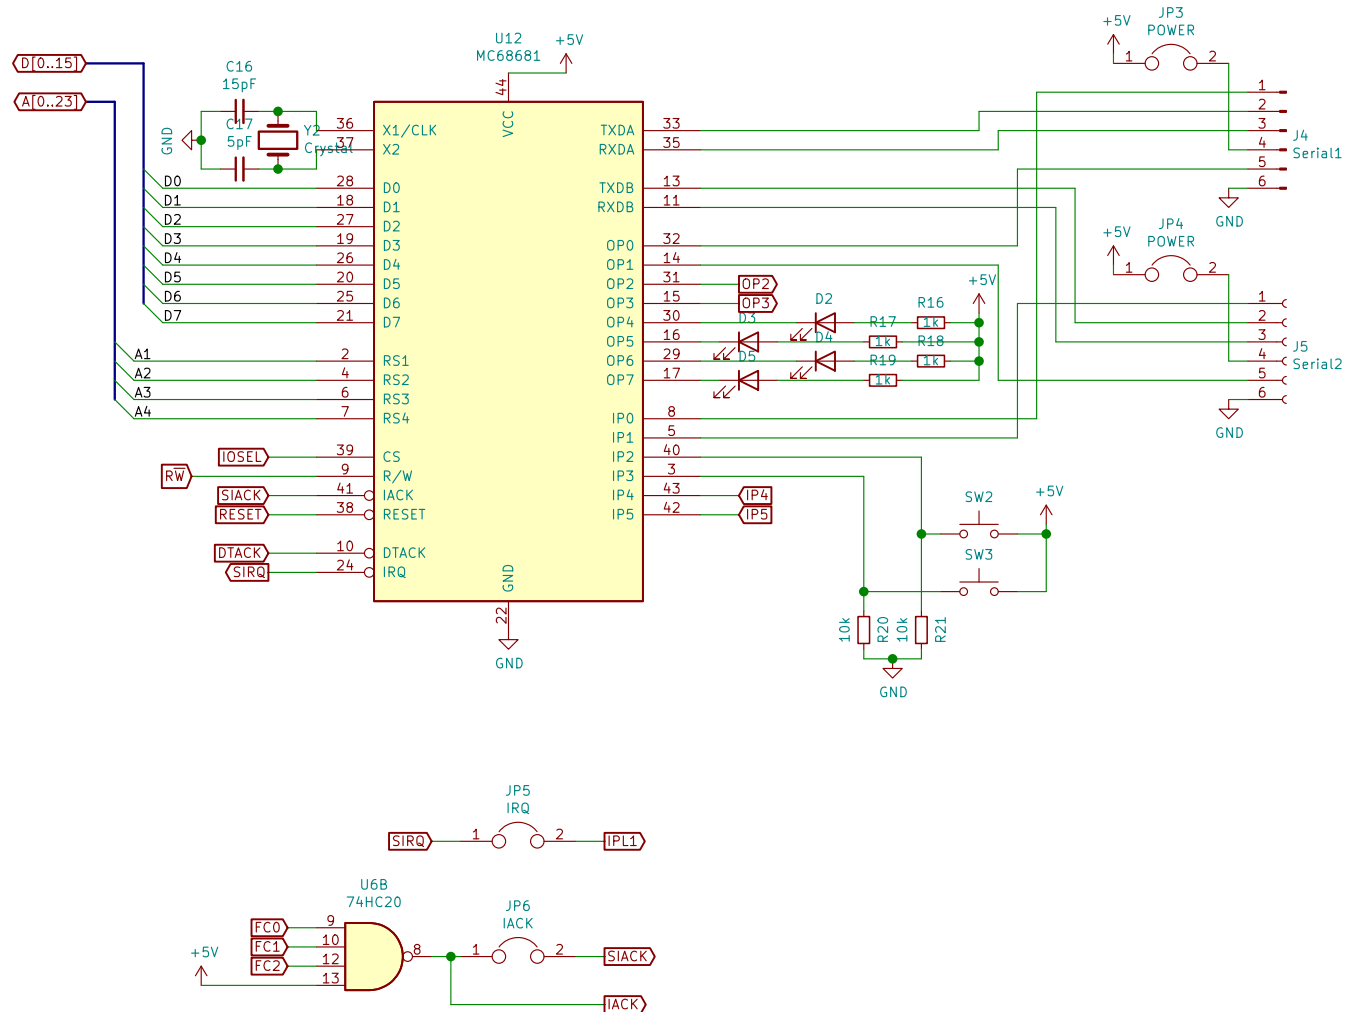 JP3
POWER
+5V
1
2
U12
MC68681
+5V
D[0..15]
A[0..23]
C16
15pF
C17
5pF
GND
Y2
Crystal
44
VCC
36 X1/CLK
37 X2
D0 28 D0
D1 18 D1
D2 27 D2
D3 19 D3
D4 26 D4
D5 20 D5
D6 25 D6
D7 21 D7
A1 2 RS1
A2 4 RS2
A3 6 RS3
A4 7 RS4
IOSEL 39 CS
RW 9 R/W
SIACK 41 IACK
RESET 38 RESET
DTACK 10 DTACK
SIRQ 24 IRQ
GND
22
GND
TXDA 33
RXDA 35
TXDB 13
RXDB 11
OP0 32
OP1 14
OP2 31 OP2
OP3 15 OP3
OP4 30
OP5 16
OP6 29
OP7 17
IP0 8
IP1 5
IP2 40
IP3 3
IP4 43 IP4
IP5 42 IP5
D2
D3
D4
D5
R16
1k
R17
1k
R18
1k
R19
1k
+5V
1
2
3
4
5
6
J4
Serial1
GND
JP4
POWER
+5V
1
2
1
2
3
4
5
6
J5
Serial2
GND
SW2
+5V
SW3
10k
R20
10k
R21
GND
JP5
IRQ
SIRQ 1 2 IPL1
U6B
74HC20
FC0 9
FC1 10
FC2 12
+5V
13
8
JP6
IACK
1 2 SIACK
IACK